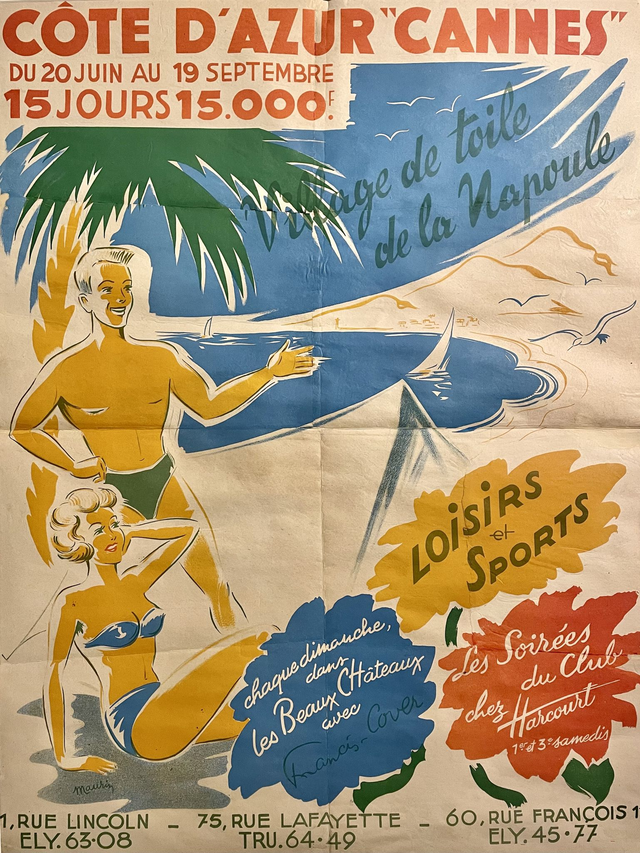 CÔTE D'AZUR "CANNES"
DU 20 JUIN AU 19 SEPTEMBRE
15 JOURS 15.000F.
Village de toile
de la Napoule
LOISIRS
et
SPORTS
chaque dimanche,
dans
les Beaux CHâteaux
avec
Francis-Cover
Les Soirées
du Club
chez Harcourt
1er et 3e samedis
Maurin
1, RUE LINCOLN _ 75, RUE LAFAYETTE _ 60, RUE FRANÇOIS 1
ELY. 63·08 TRU. 64·49 ELY. 45·77